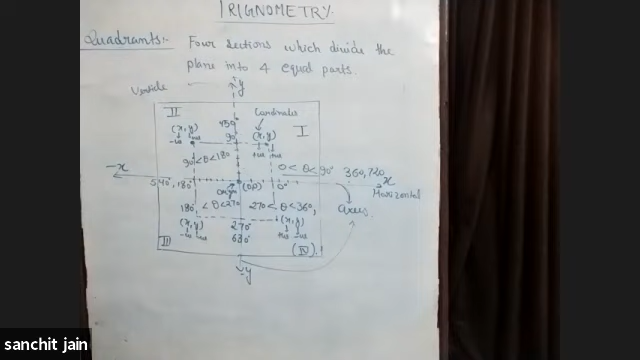 TRIGNOMETRY.
Quadrants:- Four sections which divide the
plane into 4 equal parts.
Verticle
y
II
450
Cordinates
I
(x,y)
90°
(x,y)
-ve +ve
+ve +ve
90°<θ<180°
0<θ<90° 360,720
-x
x
540,180°
Origin
(0,0)
0°
Horizontal
180° <θ<270
270<θ<360,
axes.
(x,y)
270°
(x,y)
-ve -ve
630
+ve -ve
III
(IV)
-y
sanchit jain